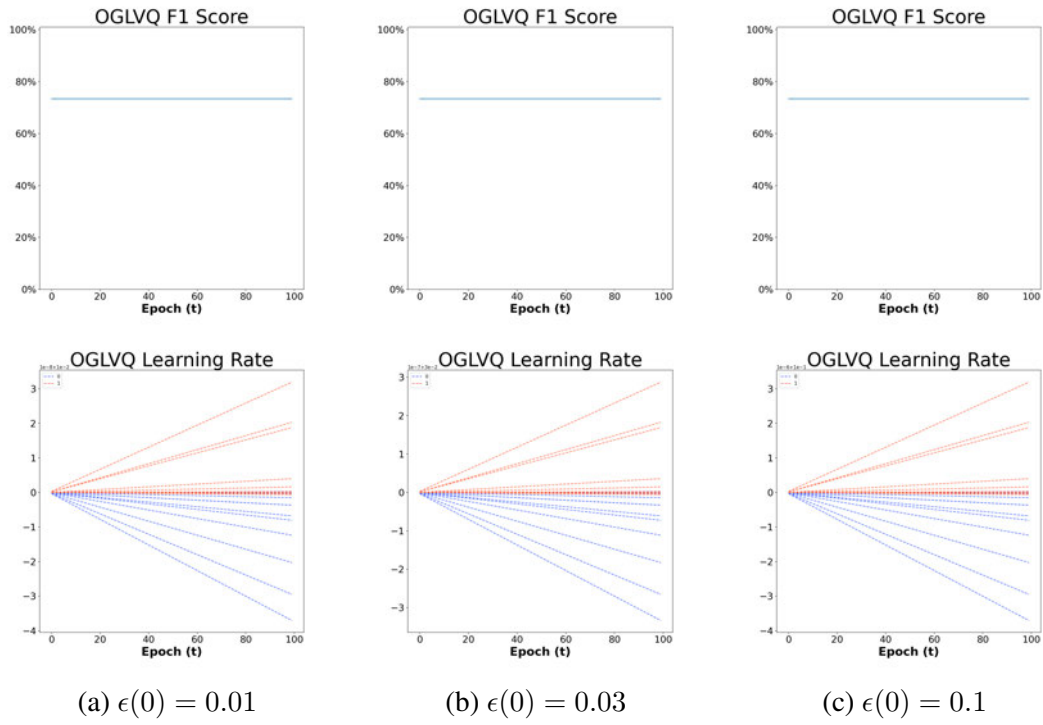 OGLVQ F1 Score
100%
80%
60%
40%
20%
0%
0 20 40 60 80 100
Epoch (t)
OGLVQ F1 Score
100%
80%
60%
40%
20%
0%
0 20 40 60 80 100
Epoch (t)
OGLVQ F1 Score
100%
80%
60%
40%
20%
0%
0 20 40 60 80 100
Epoch (t)
OGLVQ Learning Rate
0
1
3
2
1
0
−1
−2
−3
−4
0 20 40 60 80 100
Epoch (t)
OGLVQ Learning Rate
0
1
3
2
1
0
−1
−2
−3
0 20 40 60 80 100
Epoch (t)
OGLVQ Learning Rate
0
1
3
2
1
0
−1
−2
−3
−4
0 20 40 60 80 100
Epoch (t)
(a) ϵ(0) = 0.01
(b) ϵ(0) = 0.03
(c) ϵ(0) = 0.1